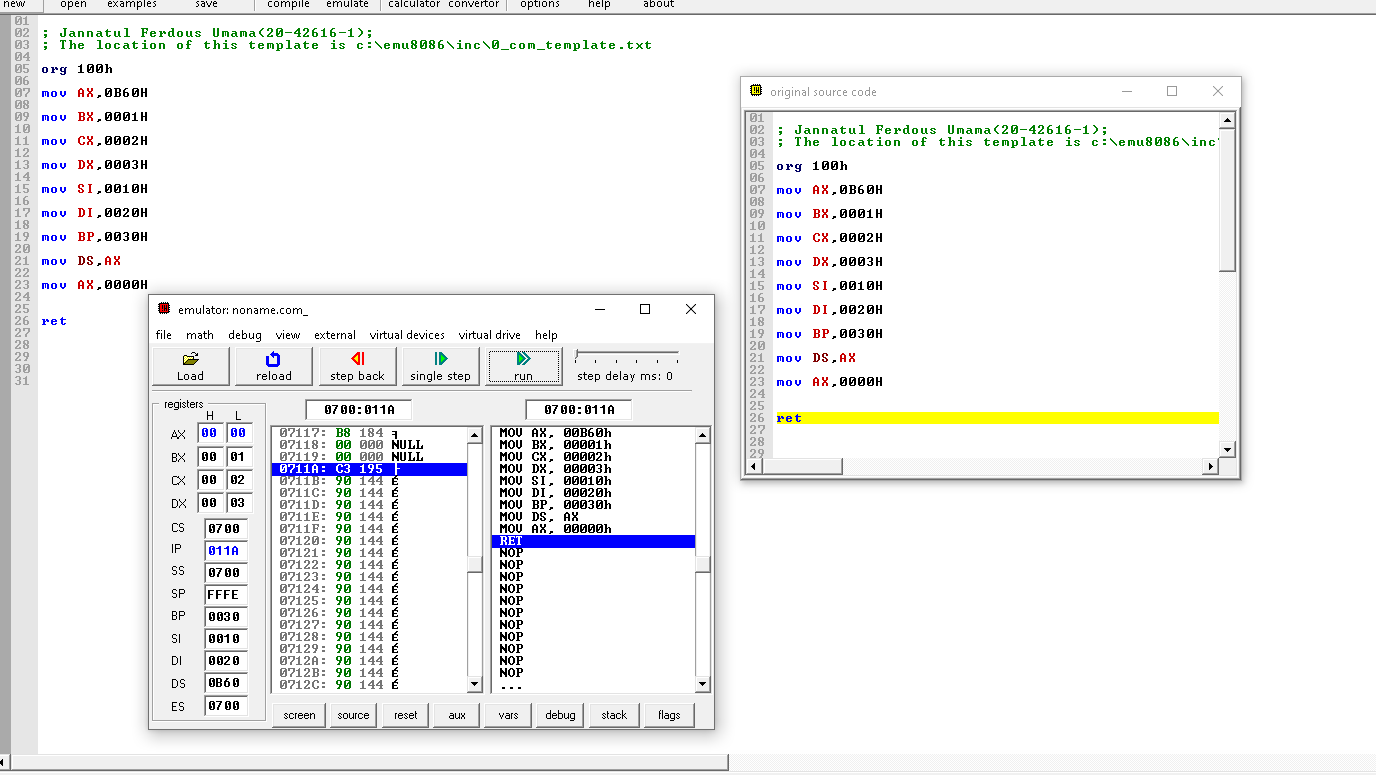 new open examples save compile emulate calculator convertor options help about
01
02 ; Jannatul Ferdous Umama(20-42616-1);
03 ; The location of this template is c:\emu8086\inc\0_com_template.txt
04
05 org 100h
06
07 mov AX,0B60H
08
09 mov BX,0001H
10
11 mov CX,0002H
12
13 mov DX,0003H
14
15 mov SI,0010H
16
17 mov DI,0020H
18
19 mov BP,0030H
20
21 mov DS,AX
22
23 mov AX,0000H
24
25
26 ret
27
28
29
30
31
original source code
01
02 ; Jannatul Ferdous Umama(20-42616-1);
03 ; The location of this template is c:\emu8086\inc\
04
05 org 100h
06
07 mov AX,0B60H
08
09 mov BX,0001H
10
11 mov CX,0002H
12
13 mov DX,0003H
14
15 mov SI,0010H
16
17 mov DI,0020H
18
19 mov BP,0030H
20
21 mov DS,AX
22
23 mov AX,0000H
24
25
26 ret
27
28
29
emulator: noname.com_
file math debug view external virtual devices virtual drive help
Load reload step back single step run step delay ms: 0
registers
H L
AX 00 00
BX 00 01
CX 00 02
DX 00 03
CS 0700
IP 011A
SS 0700
SP FFFE
BP 0030
SI 0010
DI 0020
DS 0B60
ES 0700
0700:011A
07117: B8 184 ╕
07118: 00 000 NULL
07119: 00 000 NULL
0711A: C3 195 ├
0711B: 90 144 É
0711C: 90 144 É
0711D: 90 144 É
0711E: 90 144 É
0711F: 90 144 É
07120: 90 144 É
07121: 90 144 É
07122: 90 144 É
07123: 90 144 É
07124: 90 144 É
07125: 90 144 É
07126: 90 144 É
07127: 90 144 É
07128: 90 144 É
07129: 90 144 É
0712A: 90 144 É
0712B: 90 144 É
0712C: 90 144 É
0700:011A
MOV AX, 00B60h
MOV BX, 00001h
MOV CX, 00002h
MOV DX, 00003h
MOV SI, 00010h
MOV DI, 00020h
MOV BP, 00030h
MOV DS, AX
MOV AX, 00000h
RET
NOP
NOP
NOP
NOP
NOP
NOP
NOP
NOP
NOP
NOP
NOP
...
screen source reset aux vars debug stack flags